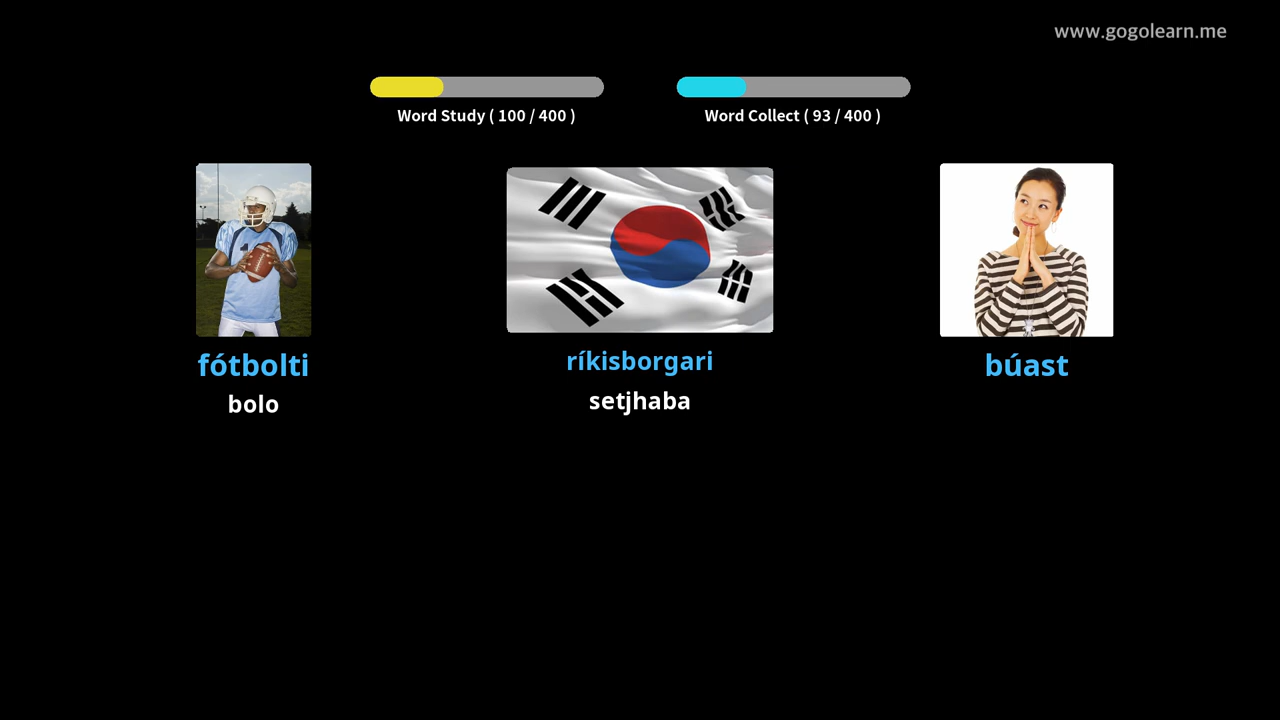 www.gogolearn.me
Word Study ( 100 / 400 )
Word Collect ( 93 / 400 )
fótbolti
bolo
ríkisborgari
setjhaba
búast